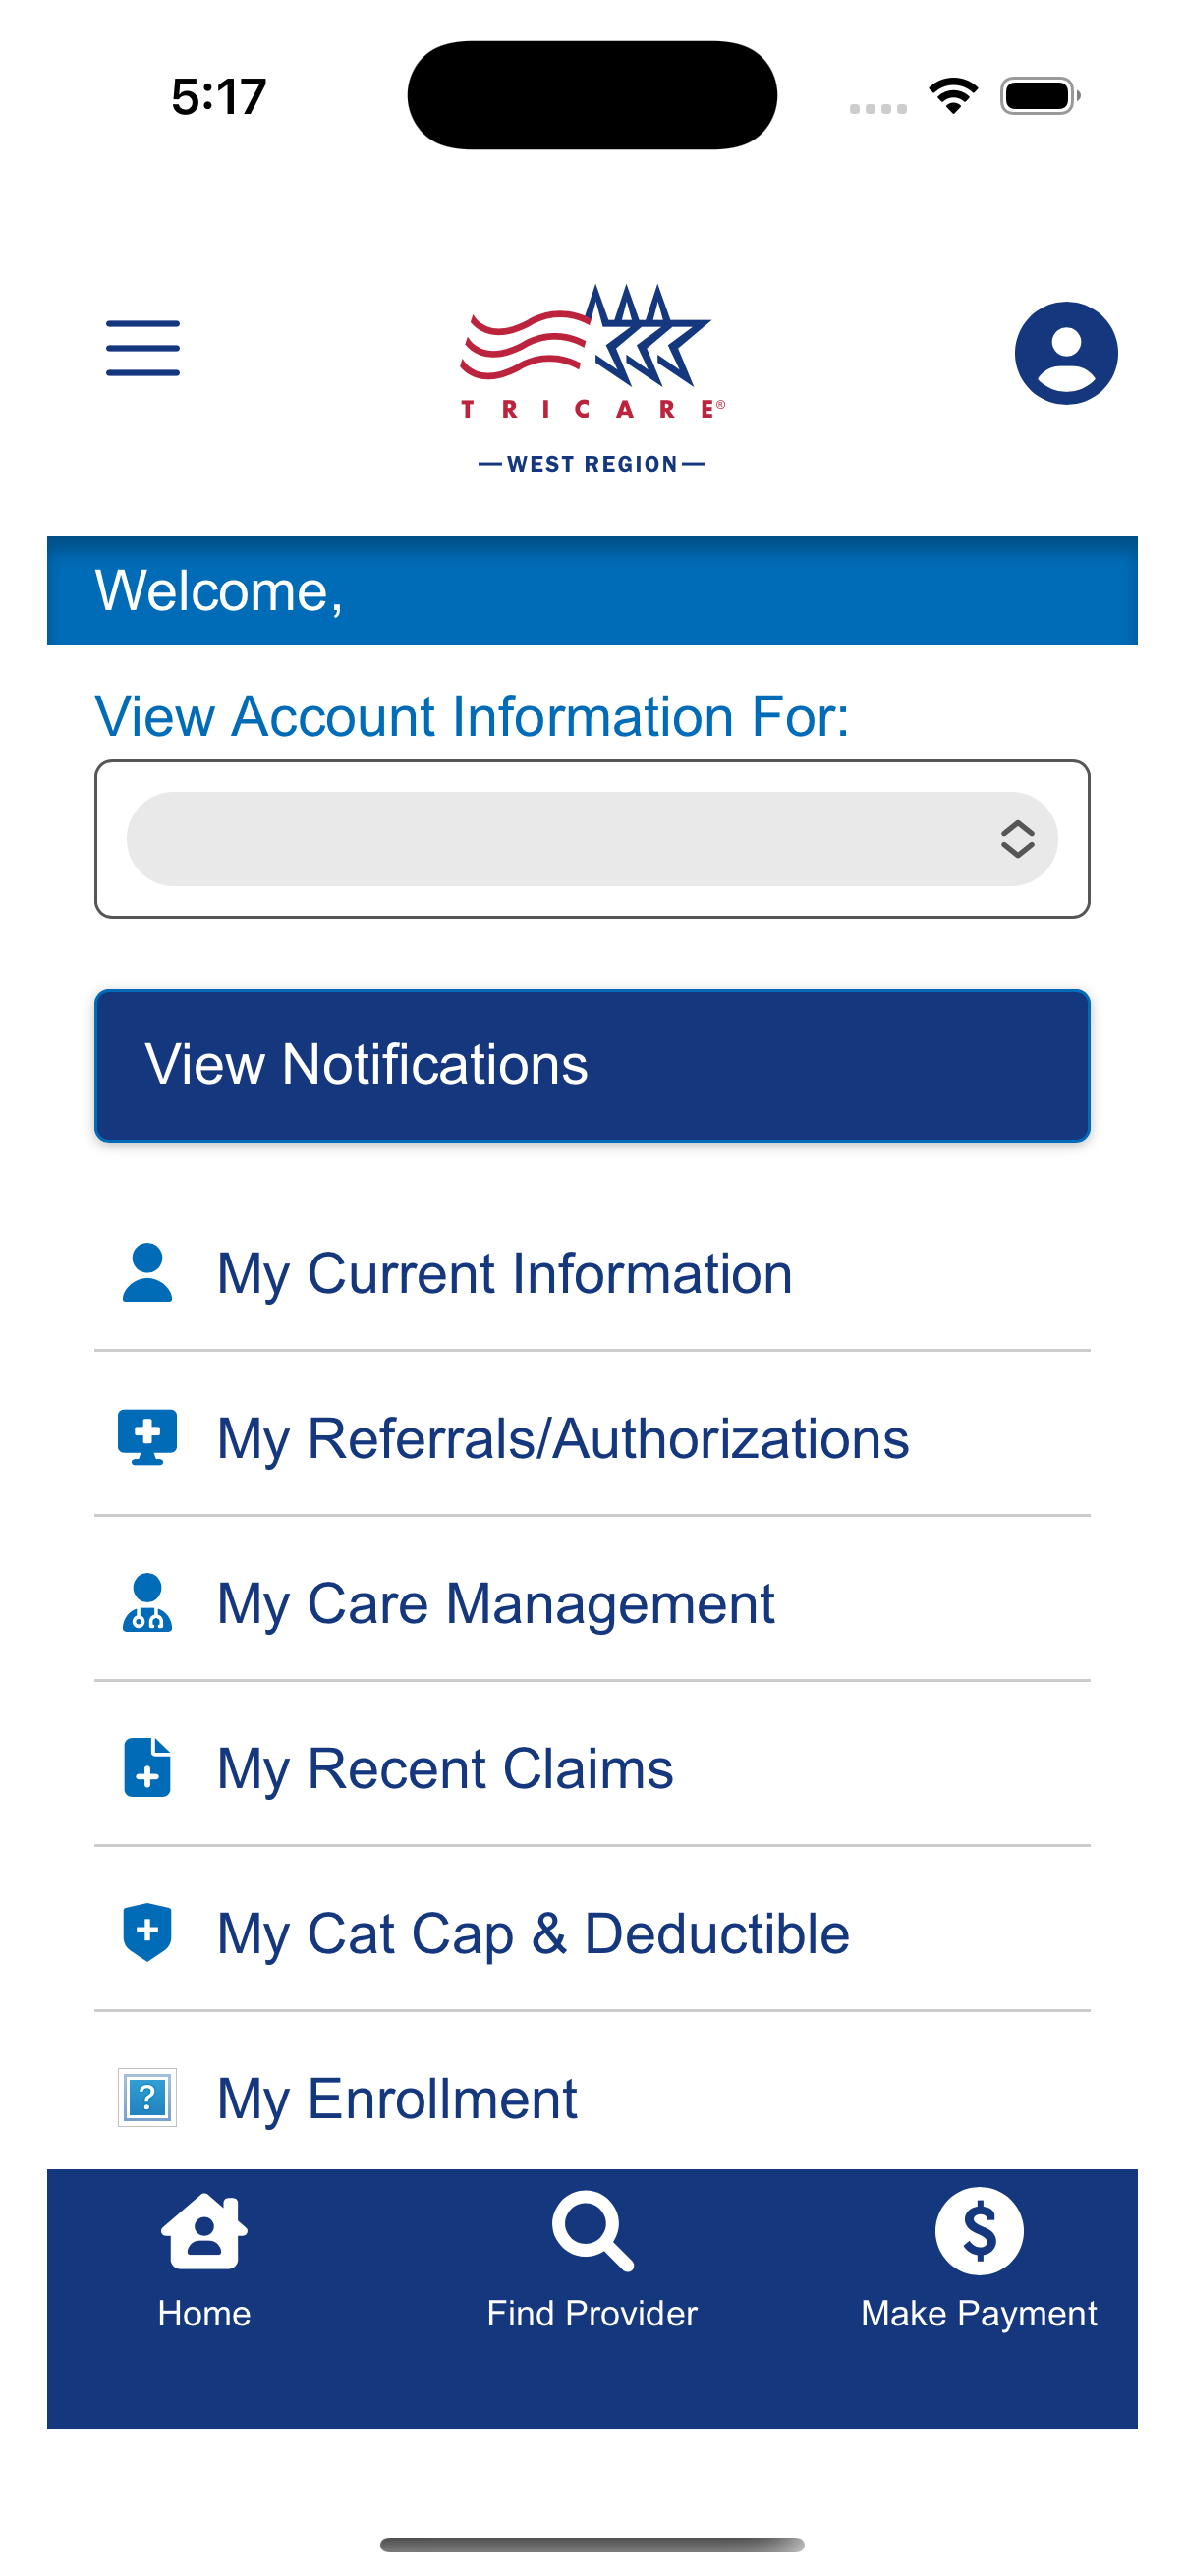 5:17
TRICARE®
WEST REGION
Welcome,
View Account Information For:
View Notifications
My Current Information
My Referrals/Authorizations
My Care Management
My Recent Claims
My Cat Cap & Deductible
? My Enrollment
$
Home Find Provider Make Payment